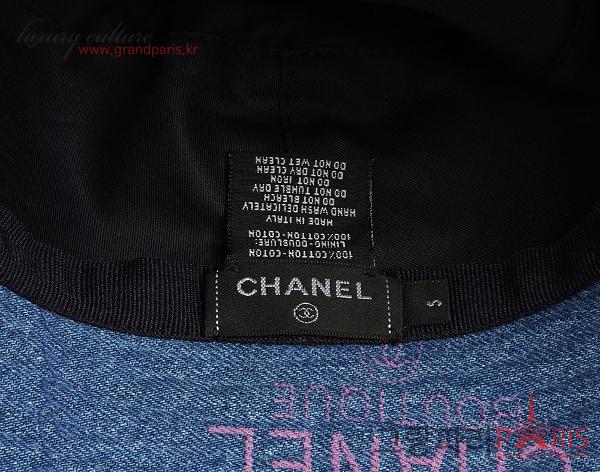 luxury culture
www.grandparis.kr
100% COTTON-COTON
LINING-DOUBLURE:
100% COTTON-COTON
MADE IN ITALY
HAND WASH DELICATELY
DO NOT BLEACH
DO NOT TUMBLE DRY
DO NOT IRON
DO NOT DRY CLEAN
DO NOT WET CLEAN
CHANEL
S
CHANEL
BOUTIQUE
PARIS